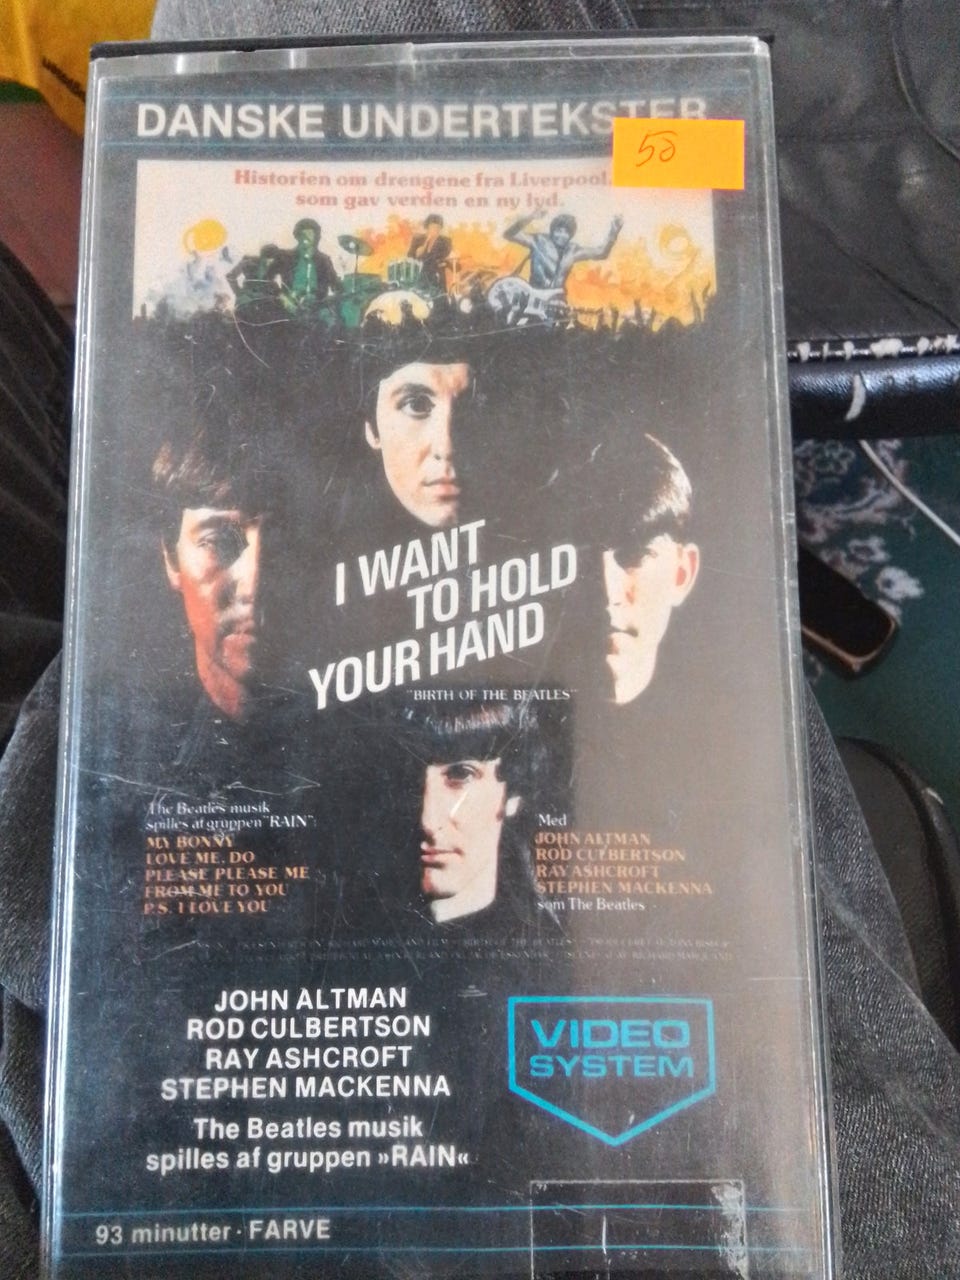 DANSKE UNDERTEKSTER
50
Historien om drengene fra Liverpool.
som gav verden en ny lyd.
I WANT
TO HOLD
YOUR HAND
"BIRTH OF THE BEATLES"
The Beatles musik
spilles af gruppen "RAIN":
MY BONNY
LOVE ME, DO
PLEASE PLEASE ME
FROM ME TO YOU
P.S. I LOVE YOU
Med
JOHN ALTMAN
ROD CULBERTSON
RAY ASHCROFT
STEPHEN MACKENNA
som The Beatles
JOHN ALTMAN
ROD CULBERTSON
RAY ASHCROFT
STEPHEN MACKENNA
The Beatles musik
spilles af gruppen »RAIN«
VIDEO
SYSTEM
93 minutter · FARVE